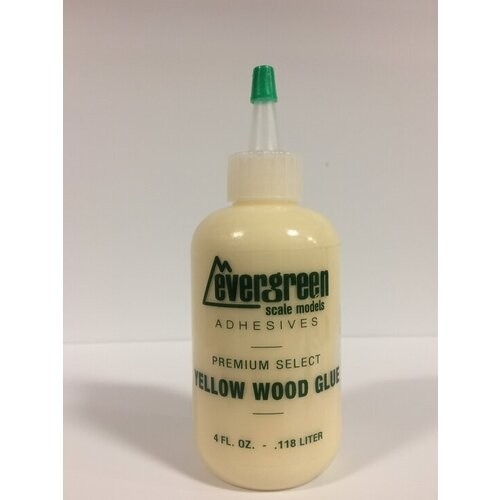 evergreen
scale models
ADHESIVES
PREMIUM SELECT
YELLOW WOOD GLUE
4 FL. OZ. - .118 LITER